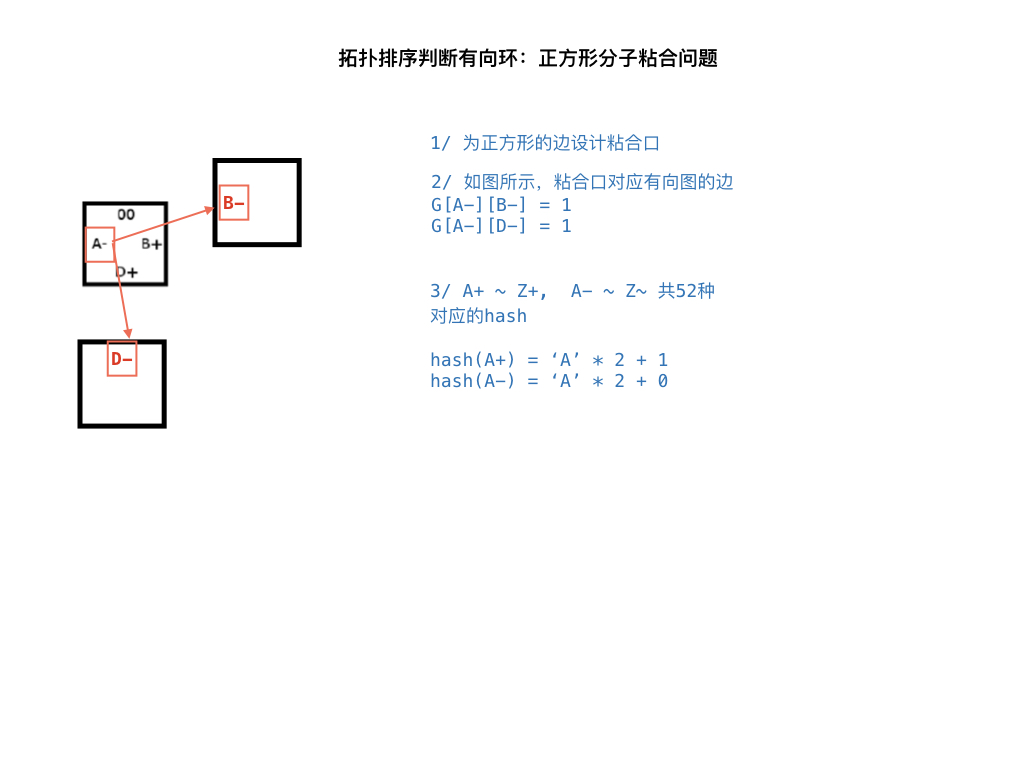 拓扑排序判断有向环：正方形分子粘合问题
1/ 为正方形的边设计粘合口
2/ 如图所示，粘合口对应有向图的边
G[A-][B-] = 1
G[A-][D-] = 1
3/ A+ ~ Z+, A- ~ Z~ 共52种
对应的hash
hash(A+) = ‘A’ * 2 + 1
hash(A-) = ‘A’ * 2 + 0
B-
00
A- B+
D+
D-